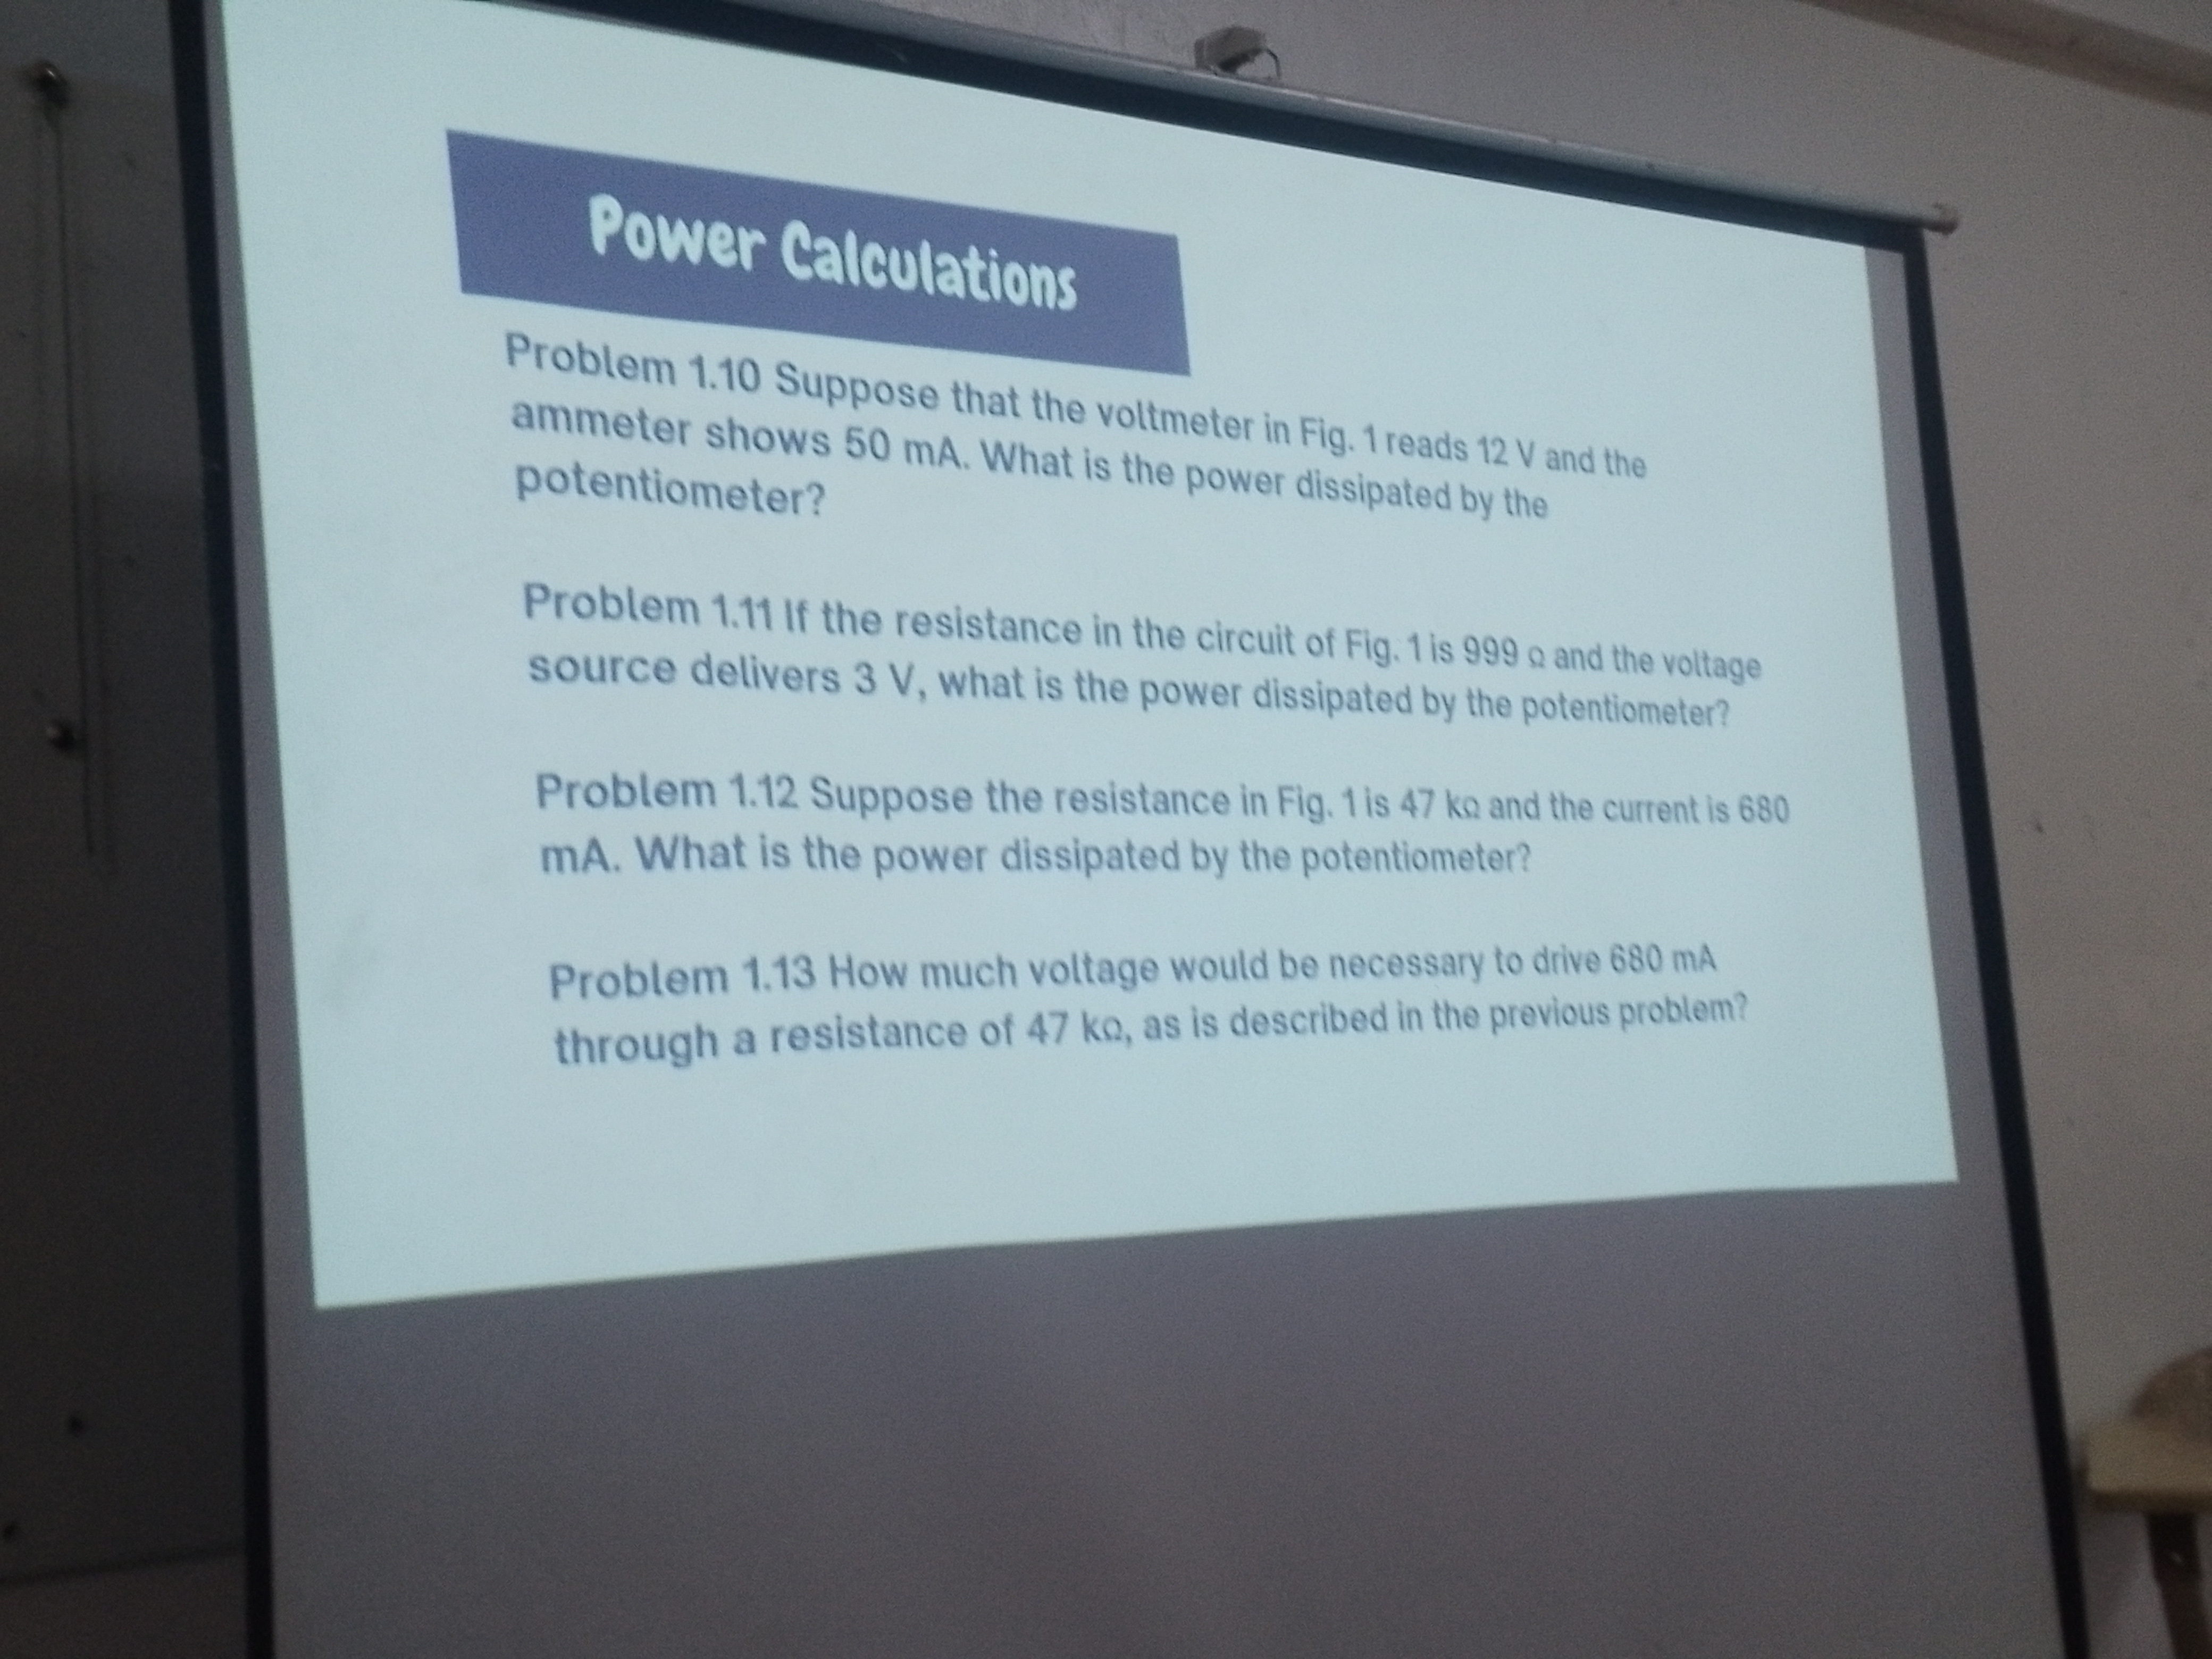 Power Calculations
Problem 1.10 Suppose that the voltmeter in Fig. 1 reads 12 V and the
ammeter shows 50 mA. What is the power dissipated by the
potentiometer?
Problem 1.11 If the resistance in the circuit of Fig. 1 is 999 Ω and the voltage
source delivers 3 V, what is the power dissipated by the potentiometer?
Problem 1.12 Suppose the resistance in Fig. 1 is 47 kΩ and the current is 680
mA. What is the power dissipated by the potentiometer?
Problem 1.13 How much voltage would be necessary to drive 680 mA
through a resistance of 47 kΩ, as is described in the previous problem?